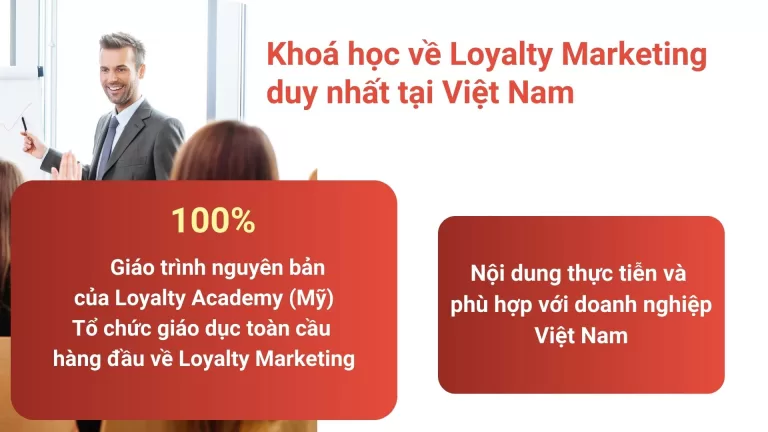 Khoá học về Loyalty Marketing
duy nhất tại Việt Nam
100%
Giáo trình nguyên bản
của Loyalty Academy (Mỹ)
Tổ chức giáo dục toàn cầu
hàng đầu về Loyalty Marketing
Nội dung thực tiễn và
phù hợp với doanh nghiệp
Việt Nam